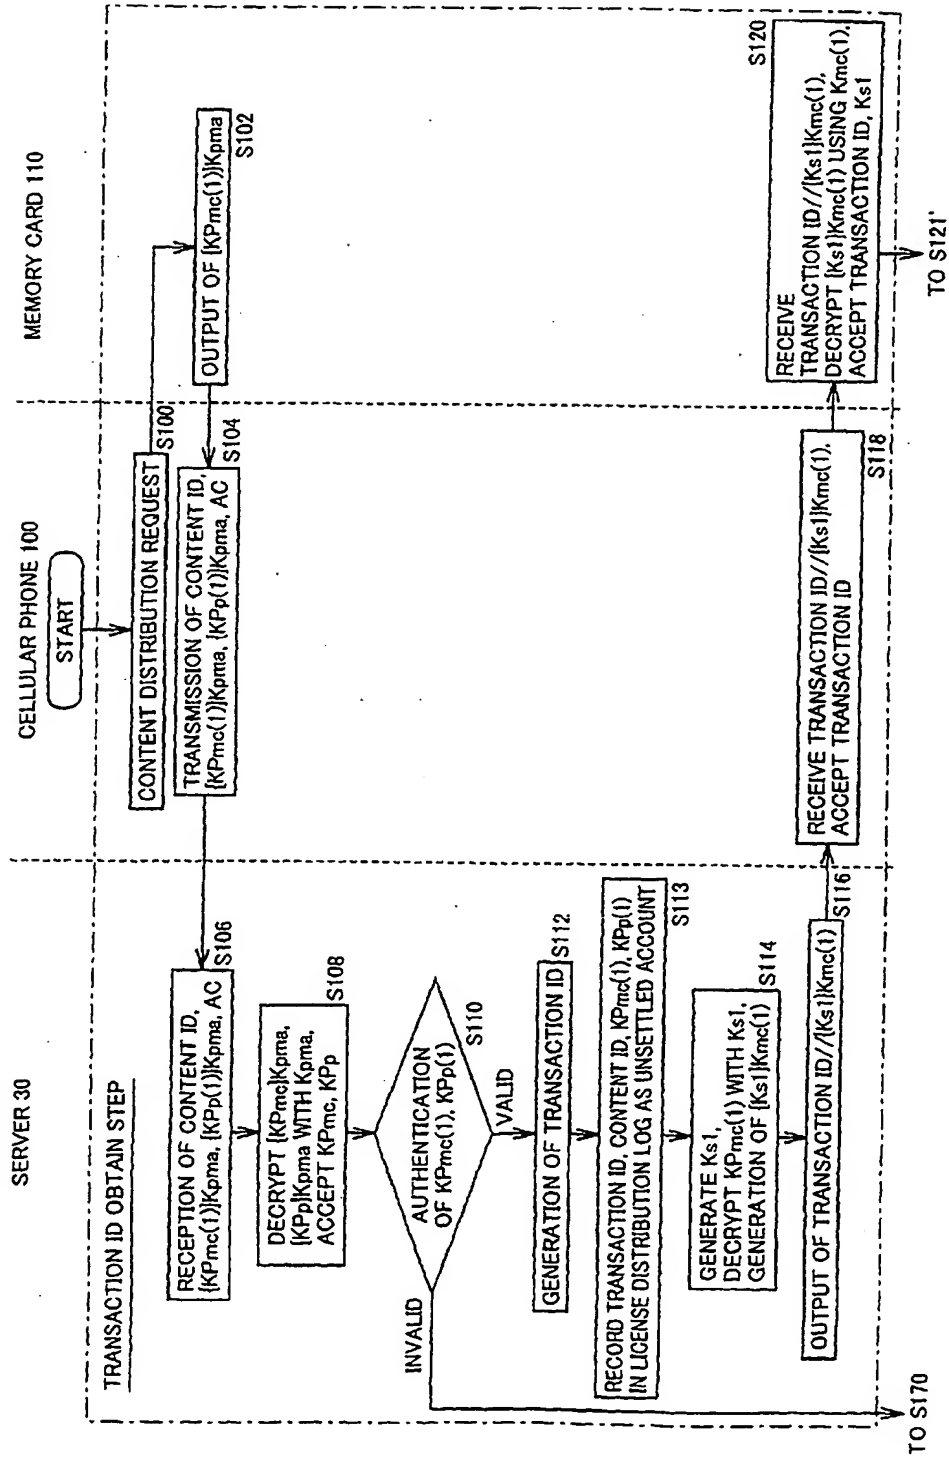 SERVER 30
CELLULAR PHONE 100
MEMORY CARD 110
TRANSACTION ID OBTAIN STEP
START
CONTENT DISTRIBUTION REQUEST
S100
OUTPUT OF {KPmc(1)}Kpma
S102
TRANSMISSION OF CONTENT ID,
{KPmc(1)}Kpma, {KPp(1)}Kpma, AC
S104
RECEPTION OF CONTENT ID,
{KPmc(1)}Kpma, {KPp(1)}Kpma, AC
S106
DECRYPT {KPmc}Kpma,
{KPp}Kpma WITH Kpma,
ACCEPT KPmc, KPp
S108
AUTHENTICATION
OF KPmc(1), KPp(1)
S110
INVALID
VALID
GENERATION OF TRANSACTION ID
S112
RECORD TRANSACTION ID, CONTENT ID, KPmc(1), KPp(1)
IN LICENSE DISTRIBUTION LOG AS UNSETTLED ACCOUNT
S113
GENERATE Ks1,
DECRYPT KPmc(1) WITH Ks1,
GENERATION OF {Ks1}Kmc(1)
S114
OUTPUT OF TRANSACTION ID//{Ks1}Kmc(1)
S116
RECEIVE TRANSACTION ID//{Ks1}Kmc(1),
ACCEPT TRANSACTION ID
S118
RECEIVE
TRANSACTION ID//{Ks1}Kmc(1),
DECRYPT {Ks1}Kmc(1) USING Kmc(1),
ACCEPT TRANSACTION ID, Ks1
S120
TO S170
TO S121'